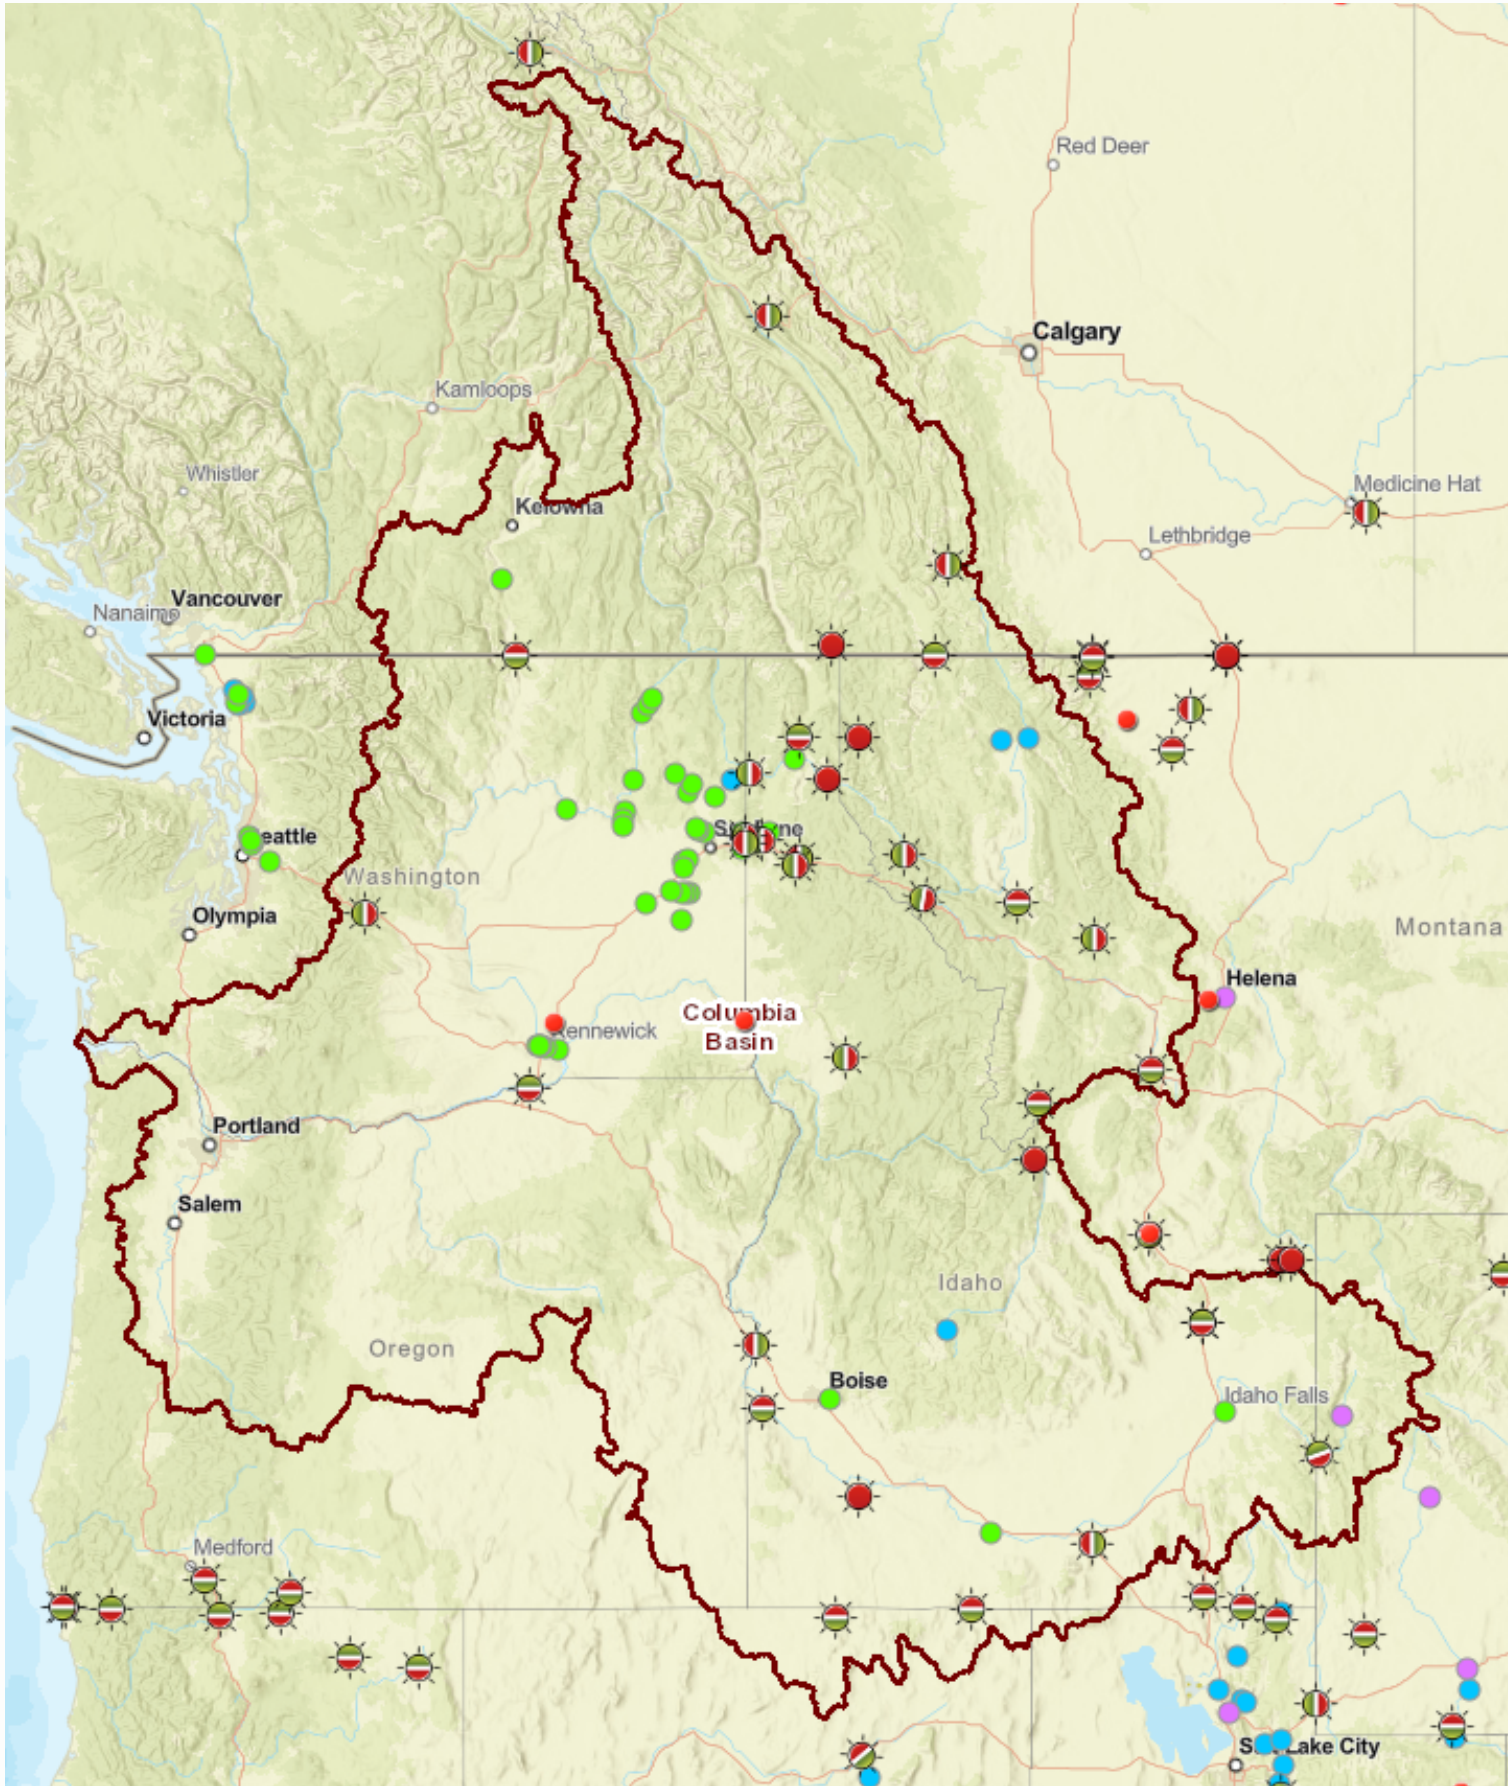 Red Deer
Calgary
Kamloops
Whistler
Medicine Hat
Kelowna
Lethbridge
Vancouver
Nanaimo
Victoria
Seattle
Spokane
Washington
Olympia
Montana
Helena
Columbia
Basin
Kennewick
Portland
Salem
Idaho
Oregon
Boise
Idaho Falls
Medford
Salt Lake City